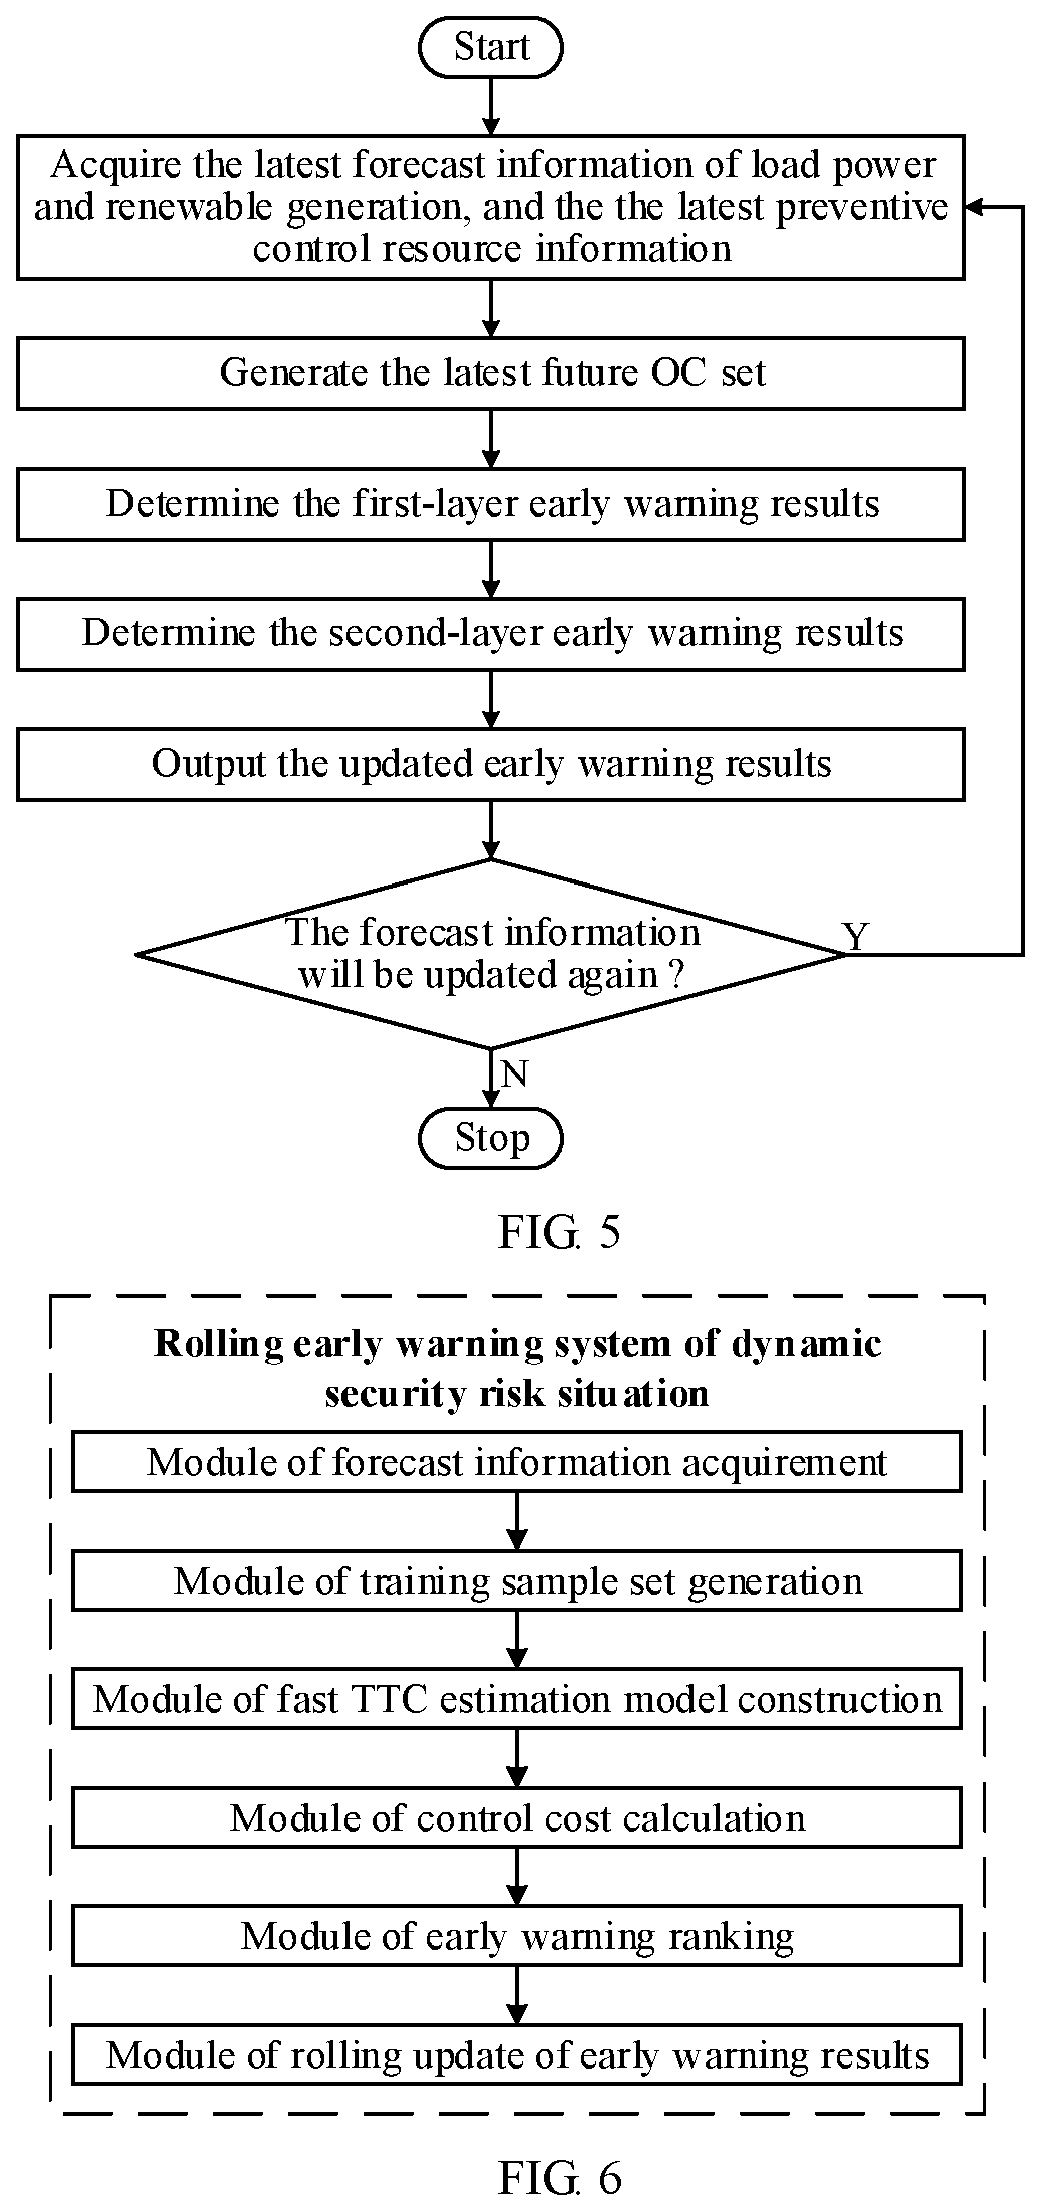 Start
Acquire the latest forecast information of load power
and renewable generation, and the the latest preventive
control resource information
Generate the latest future OC set
Determine the first-layer early warning results
Determine the second-layer early warning results
Output the updated early warning results
The forecast information
will be updated again ?
Y
N
Stop
FIG. 5
Rolling early warning system of dynamic
security risk situation
Module of forecast information acquirement
Module of training sample set generation
Module of fast TTC estimation model construction
Module of control cost calculation
Module of early warning ranking
Module of rolling update of early warning results
FIG. 6